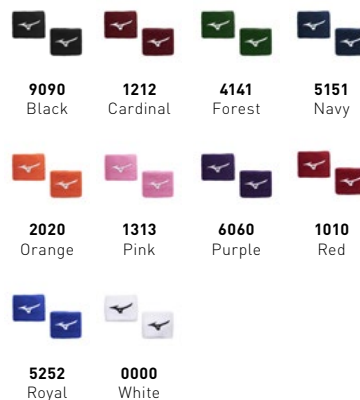 9090 1212 4141 5151
Black Cardinal Forest Navy
2020 1313 6060 1010
Orange Pink Purple Red
5252 0000
Royal White